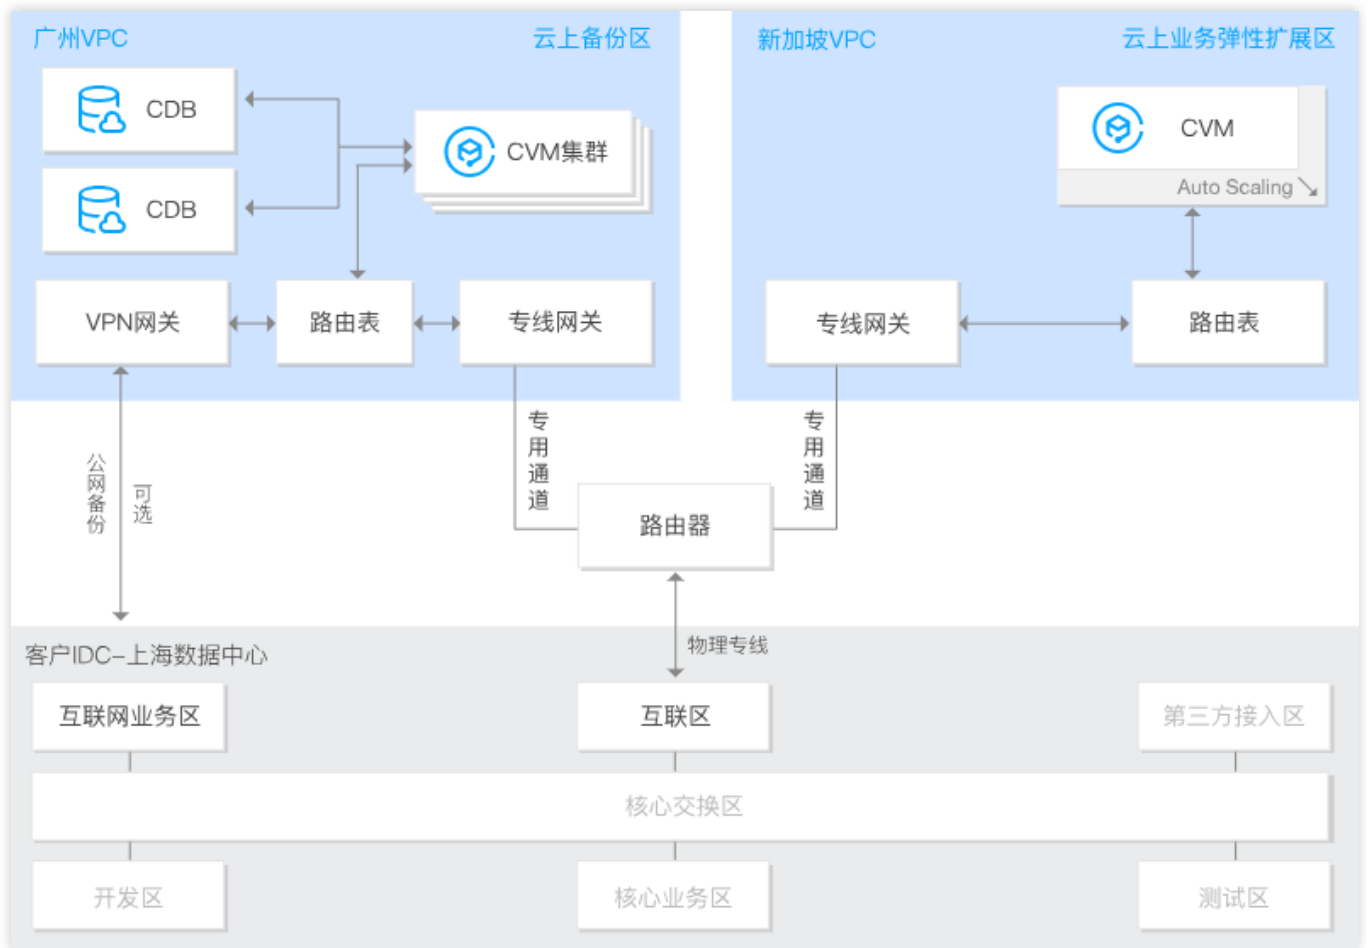 广州VPC
云上备份区
CDB
CDB
CVM集群
VPN网关
路由表
专线网关
新加坡VPC
云上业务弹性扩展区
CVM
Auto Scaling
专线网关
路由表
公网备份
可选
专用通道
专用通道
路由器
物理专线
客户IDC–上海数据中心
互联网业务区
互联区
第三方接入区
核心交换区
开发区
核心业务区
测试区